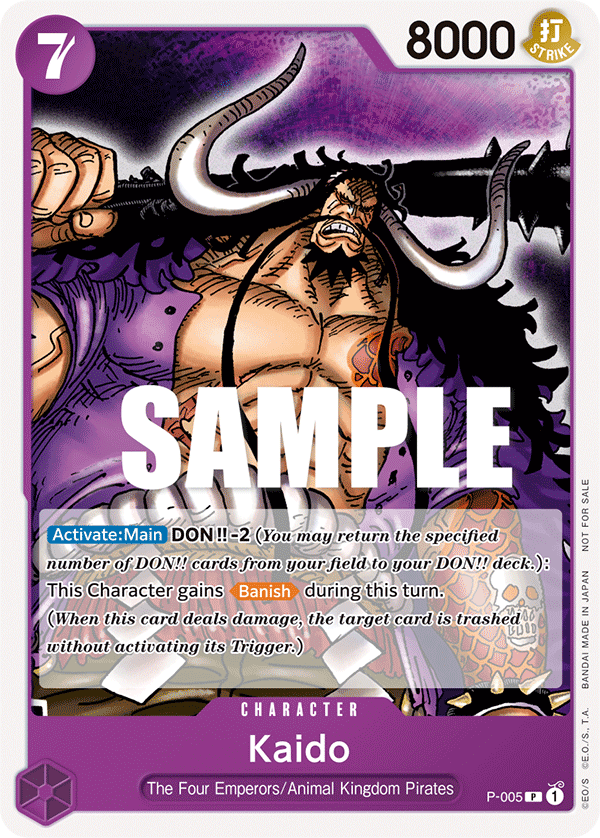 7
8000
打
STRIKE
SAMPLE
Activate:Main DON!! -2 (You may return the specified
number of DON!! cards from your field to your DON!! deck.):
This Character gains Banish during this turn.
(When this card deals damage, the target card is trashed
without activating its Trigger.)
CHARACTER
Kaido
The Four Emperors/Animal Kingdom Pirates
P-005 P 1
©EO/S ©E.O./S., T.A. BANDAI MADE IN JAPAN NOT FOR SALE